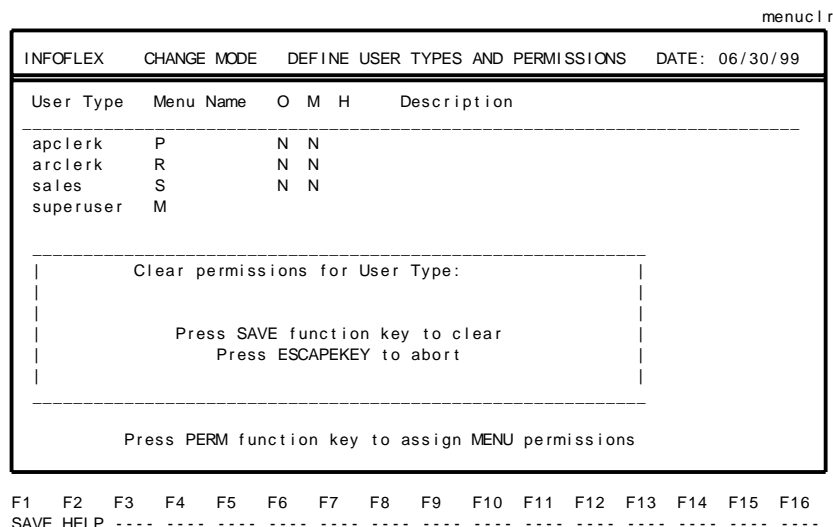 menuclr
INFOFLEX CHANGE MODE DEFINE USER TYPES AND PERMISSIONS DATE: 06/30/99
User Type Menu Name O M H Description
apclerk P N N
arclerk R N N
sales S N N
superuser M
Clear permissions for User Type:
Press SAVE function key to clear
Press ESCAPEKEY to abort
Press PERM function key to assign MENU permissions
F1 F2 F3 F4 F5 F6 F7 F8 F9 F10 F11 F12 F13 F14 F15 F16
SAVE HELP ---- ---- ---- ---- ---- ---- ---- ---- ---- ---- ---- ---- ---- ----